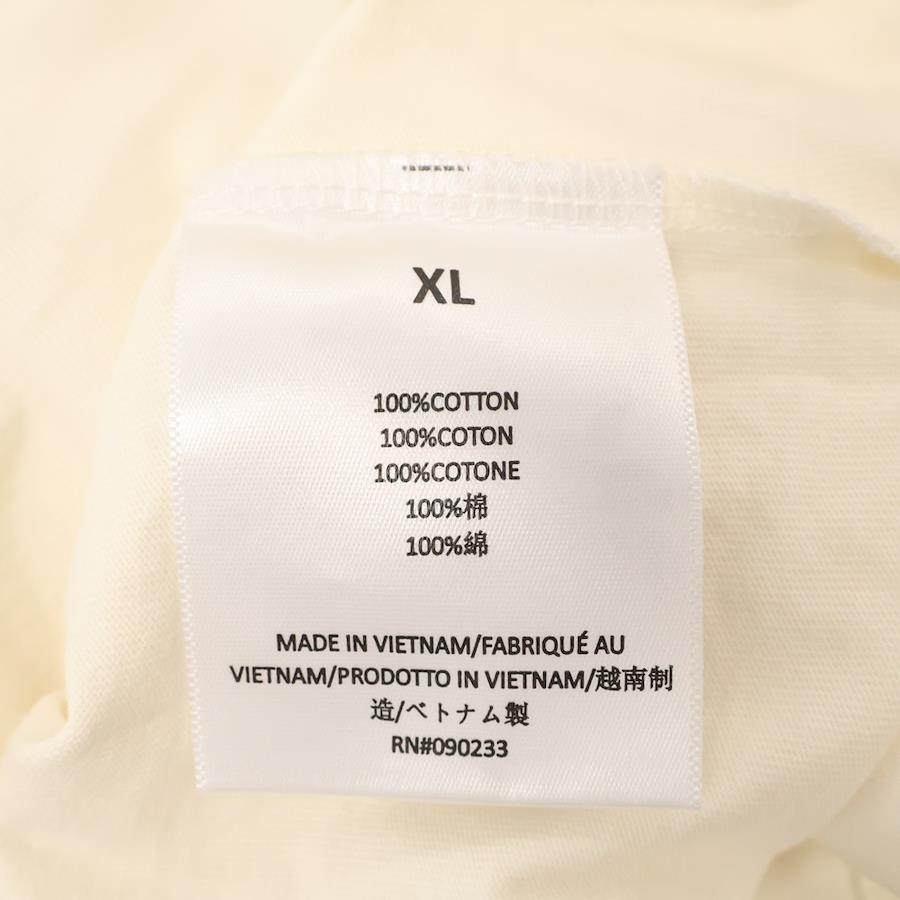 XL
100%COTTON
100%COTON
100%COTONE
100%棉
100%綿
MADE IN VIETNAM/FABRIQUÉ AU
VIETNAM/PRODOTTO IN VIETNAM/越南制
造/ベトナム製
RN#090233